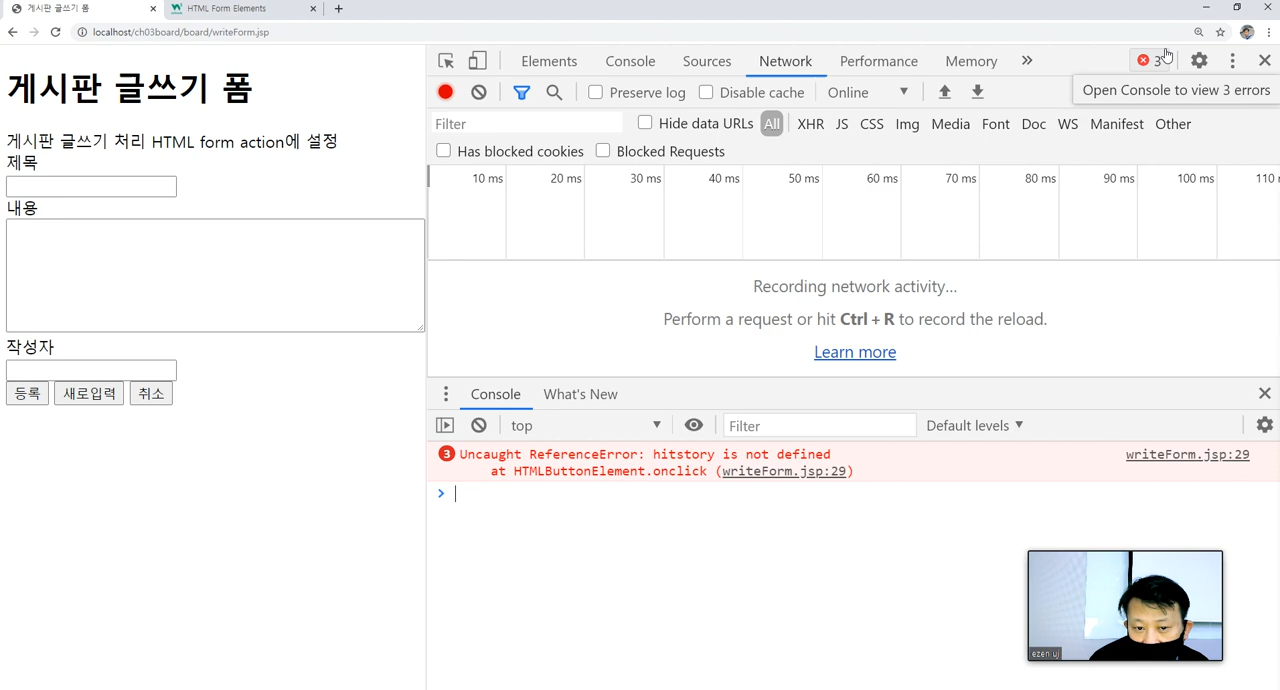 게시판 글쓰기 폼
HTML Form Elements
localhost/ch03board/board/writeForm.jsp
게시판 글쓰기 폼
게시판 글쓰기 처리 HTML form action에 설정
제목
내용
작성자
등록 새로입력 취소
Elements Console Sources Network Performance Memory » 3
Open Console to view 3 errors
Preserve log Disable cache Online ▼
Filter Hide data URLs All XHR JS CSS Img Media Font Doc WS Manifest Other
Has blocked cookies Blocked Requests
10 ms 20 ms 30 ms 40 ms 50 ms 60 ms 70 ms 80 ms 90 ms 100 ms 110
Recording network activity…
Perform a request or hit Ctrl + R to record the reload.
Learn more
Console What's New
top ▼ Filter Default levels ▼
3 Uncaught ReferenceError: hitstory is not defined writeForm.jsp:29
at HTMLButtonElement.onclick (writeForm.jsp:29)
>
ezen uj